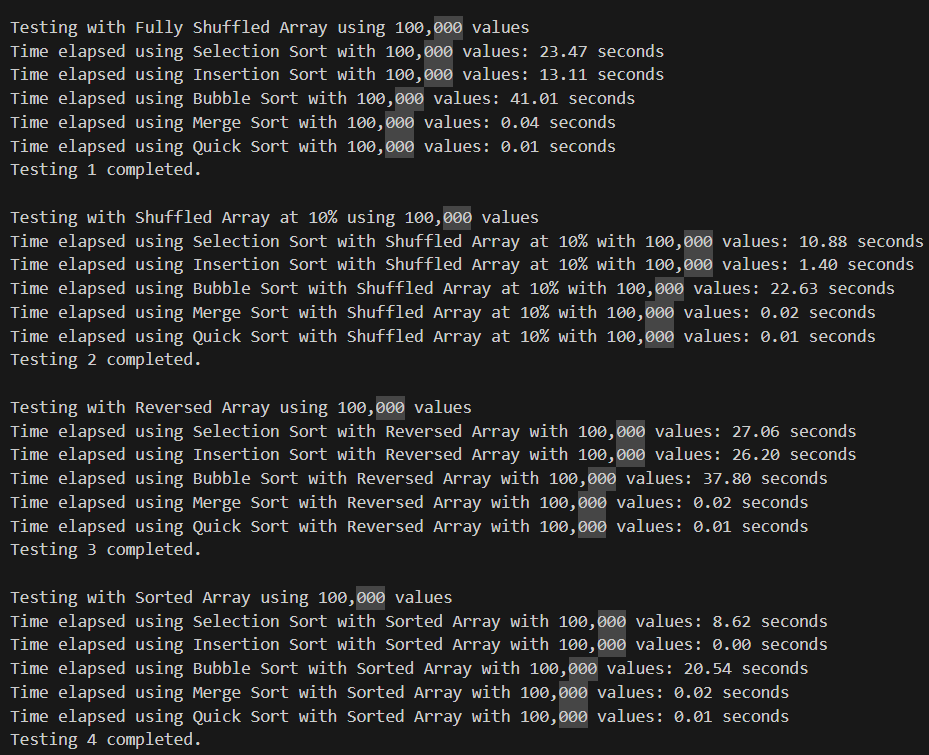 Testing with Fully Shuffled Array using 100,000 values
Time elapsed using Selection Sort with 100,000 values: 23.47 seconds
Time elapsed using Insertion Sort with 100,000 values: 13.11 seconds
Time elapsed using Bubble Sort with 100,000 values: 41.01 seconds
Time elapsed using Merge Sort with 100,000 values: 0.04 seconds
Time elapsed using Quick Sort with 100,000 values: 0.01 seconds
Testing 1 completed.
Testing with Shuffled Array at 10% using 100,000 values
Time elapsed using Selection Sort with Shuffled Array at 10% with 100,000 values: 10.88 seconds
Time elapsed using Insertion Sort with Shuffled Array at 10% with 100,000 values: 1.40 seconds
Time elapsed using Bubble Sort with Shuffled Array at 10% with 100,000 values: 22.63 seconds
Time elapsed using Merge Sort with Shuffled Array at 10% with 100,000 values: 0.02 seconds
Time elapsed using Quick Sort with Shuffled Array at 10% with 100,000 values: 0.01 seconds
Testing 2 completed.
Testing with Reversed Array using 100,000 values
Time elapsed using Selection Sort with Reversed Array with 100,000 values: 27.06 seconds
Time elapsed using Insertion Sort with Reversed Array with 100,000 values: 26.20 seconds
Time elapsed using Bubble Sort with Reversed Array with 100,000 values: 37.80 seconds
Time elapsed using Merge Sort with Reversed Array with 100,000 values: 0.02 seconds
Time elapsed using Quick Sort with Reversed Array with 100,000 values: 0.01 seconds
Testing 3 completed.
Testing with Sorted Array using 100,000 values
Time elapsed using Selection Sort with Sorted Array with 100,000 values: 8.62 seconds
Time elapsed using Insertion Sort with Sorted Array with 100,000 values: 0.00 seconds
Time elapsed using Bubble Sort with Sorted Array with 100,000 values: 20.54 seconds
Time elapsed using Merge Sort with Sorted Array with 100,000 values: 0.02 seconds
Time elapsed using Quick Sort with Sorted Array with 100,000 values: 0.01 seconds
Testing 4 completed.